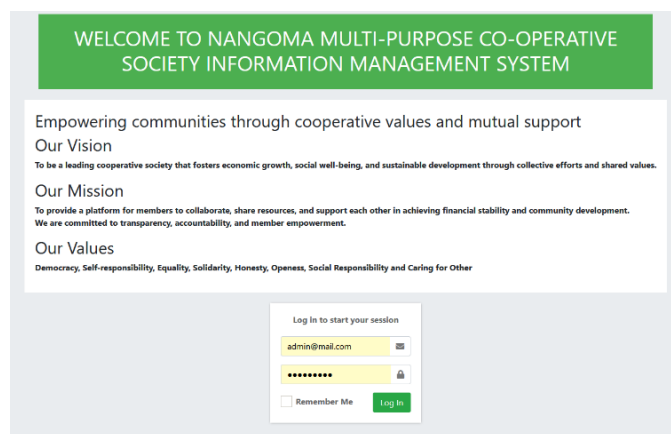 WELCOME TO NANGOMA MULTI-PURPOSE CO-OPERATIVE
SOCIETY INFORMATION MANAGEMENT SYSTEM
Empowering communities through cooperative values and mutual support
Our Vision
To be a leading cooperative society that fosters economic growth, social well-being, and sustainable development through collective efforts and shared values.
Our Mission
To provide a platform for members to collaborate, share resources, and support each other in achieving financial stability and community development.
We are committed to transparency, accountability, and member empowerment.
Our Values
Democracy, Self-responsibility, Equality, Solidarity, Honesty, Openess, Social Responsibility and Caring for Other
Log in to start your session
admin@mail.com
•••••••••
Remember Me
Log In